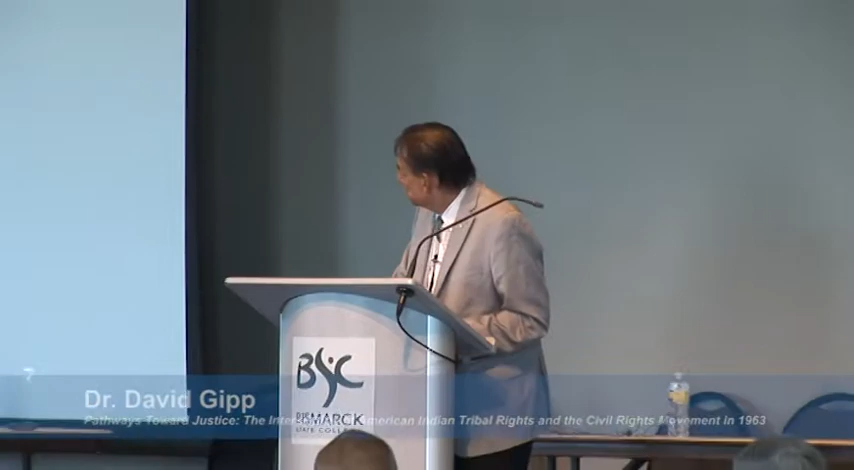 Dr. David Gipp
Pathways Toward Justice: The American Indian Tribal Rights and the Civil Rights Movement in 1963
BSC
BISMARCK
STATE